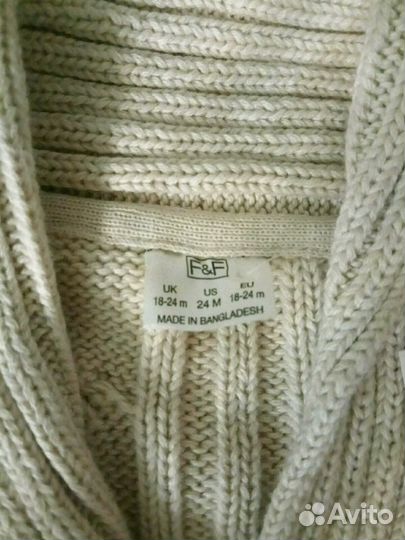 F&F
UK US EU
18-24 m 24 M 18-24 m
MADE IN BANGLADESH
Avito